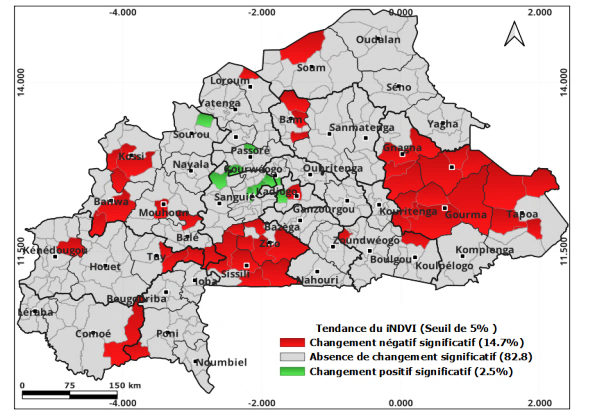 -4.000 -2.000 0.000 2.000
Oudalan
Soum
14.000
14.000
Loroum
Séno
Yatenga
Bam
Sanmatenga
Yagha
Sourou
Gnagna
Passoré
Kossi
Nayala
Kourwéogo
Oubritenga
Kadiogo
Sanguié
Banwa
Mouhoun
Ganzourgou
Kouritenga
Gourma
Tapoa
Bazèga
Balé
Ziro
Zoundwéogo
Kénédougou
11.500
11.500
Tuy
Boulgou
Komplenga
Houet
Sissili
Koulpélogo
Ioba
Nahouri
Bougouriba
Léraba
Comoé
Poni
Noumbiel
Tendance du iNDVI (Seuil de 5% )
Changement négatif significatif (14.7%)
Absence de changement significatif (82.8)
Changement positif significatif (2.5%)
0 75 150 km
-4.000 -2.000 0.000 2.000